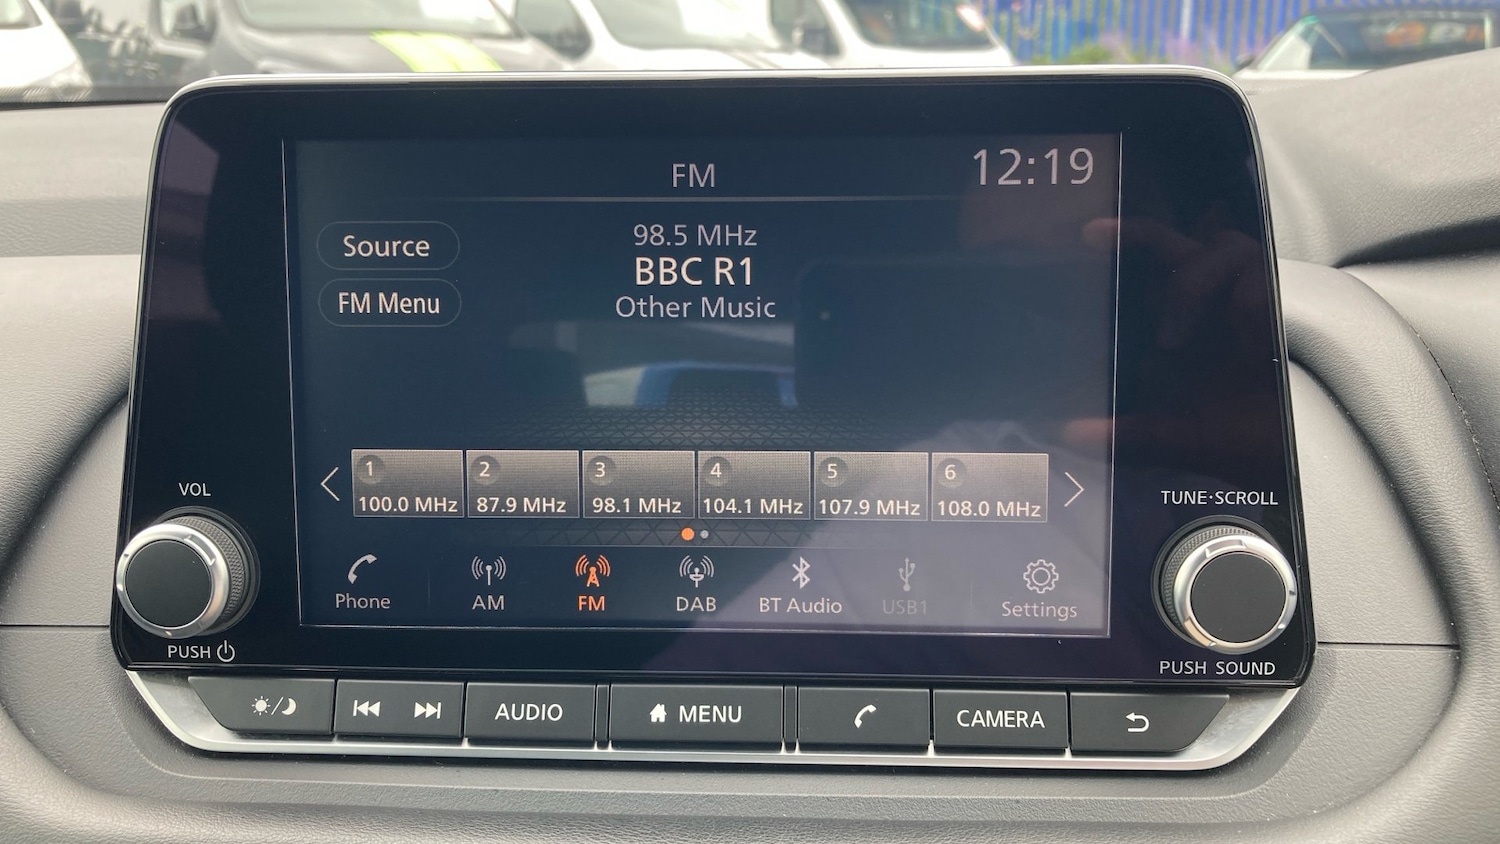 FM
12:19
Source
98.5 MHz
BBC R1
FM Menu
Other Music
1
2
3
4
5
6
100.0 MHz
87.9 MHz
98.1 MHz
104.1 MHz
107.9 MHz
108.0 MHz
VOL
TUNE·SCROLL
Phone
AM
FM
DAB
BT Audio
USB1
Settings
PUSH
PUSH SOUND
AUDIO
MENU
CAMERA